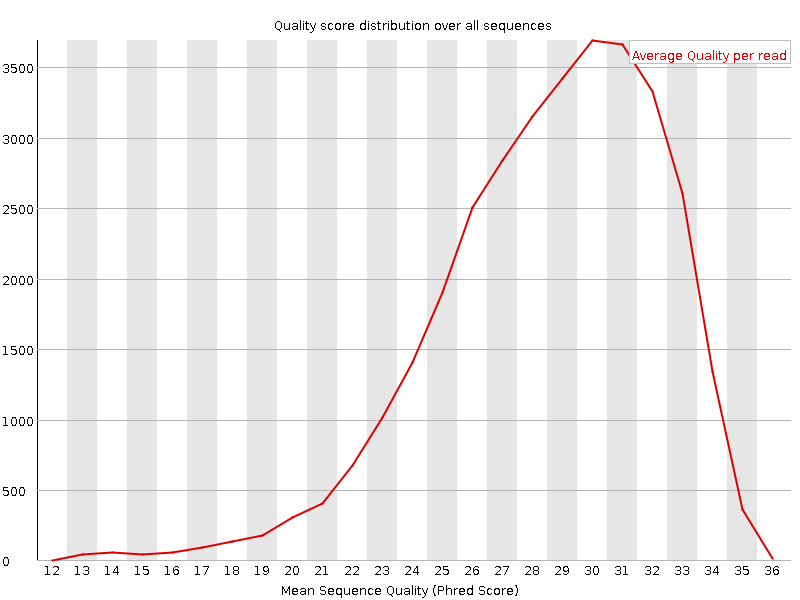 Quality score distribution over all sequences
Average Quality per read
3500
3000
2500
2000
1500
1000
500
0
12 13 14 15 16 17 18 19 20 21 22 23 24 25 26 27 28 29 30 31 32 33 34 35 36
Mean Sequence Quality (Phred Score)